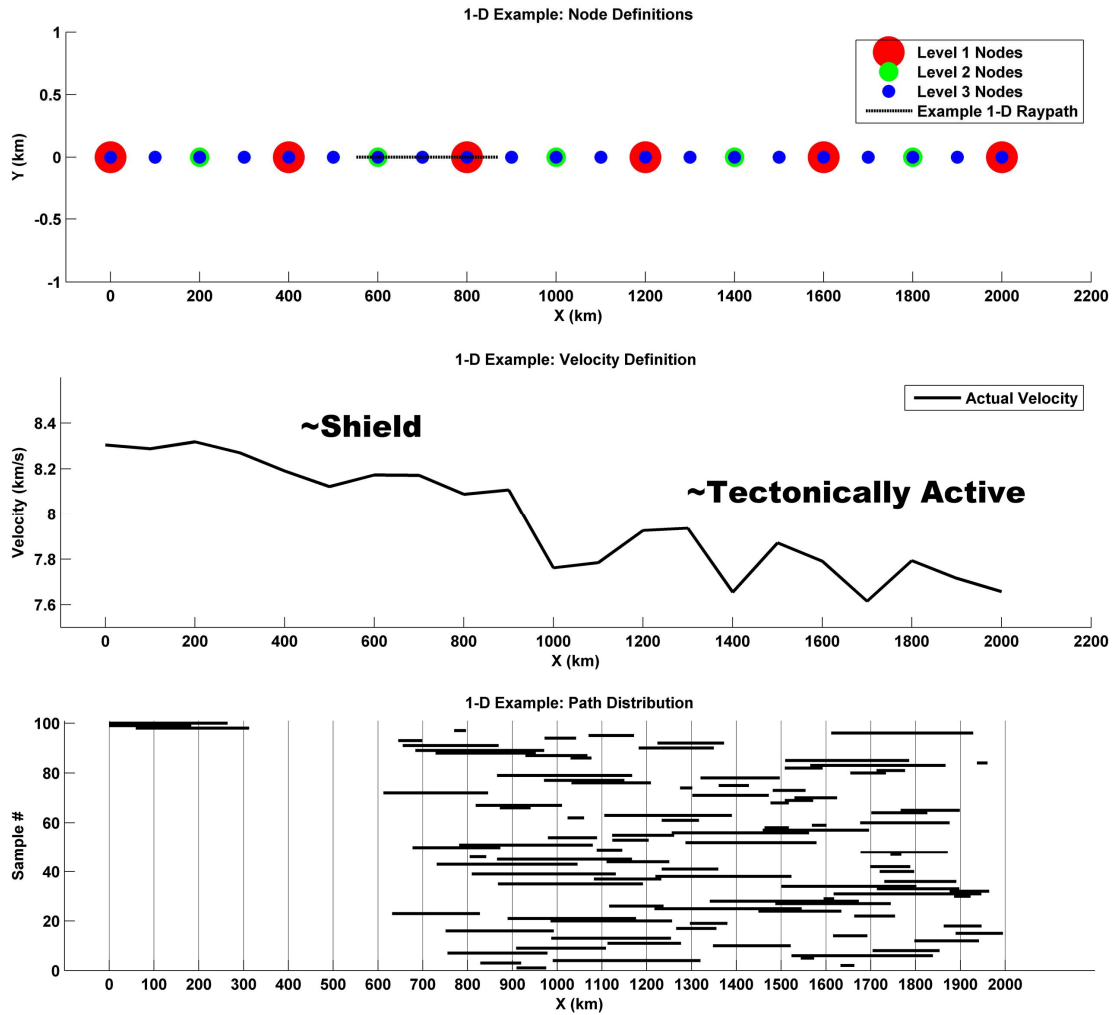 1-D Example: Node Definitions
Level 1 Nodes
Level 2 Nodes
Level 3 Nodes
Example 1-D Raypath
1
0.5
0
-0.5
-1
Y (km)
0 200 400 600 800 1000 1200 1400 1600 1800 2000 2200
X (km)
1-D Example: Velocity Definition
Actual Velocity
~Shield
~Tectonically Active
8.4
8.2
8
7.8
7.6
Velocity (km/s)
0 200 400 600 800 1000 1200 1400 1600 1800 2000 2200
X (km)
1-D Example: Path Distribution
100
80
60
40
20
0
Sample #
0 100 200 300 400 500 600 700 800 900 1000 1100 1200 1300 1400 1500 1600 1700 1800 1900 2000
X (km)